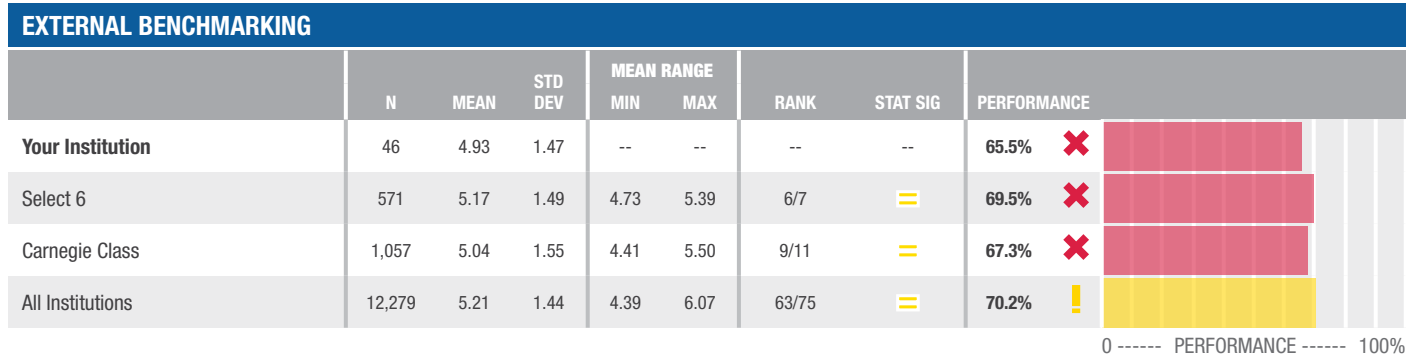 EXTERNAL BENCHMARKING
N MEAN STD DEV MEAN RANGE MIN MAX RANK STAT SIG PERFORMANCE
Your Institution 46 4.93 1.47 -- -- -- -- 65.5%
Select 6 571 5.17 1.49 4.73 5.39 6/7 = 69.5%
Carnegie Class 1,057 5.04 1.55 4.41 5.50 9/11 = 67.3%
All Institutions 12,279 5.21 1.44 4.39 6.07 63/75 = 70.2% !
0 ------ PERFORMANCE ------ 100%